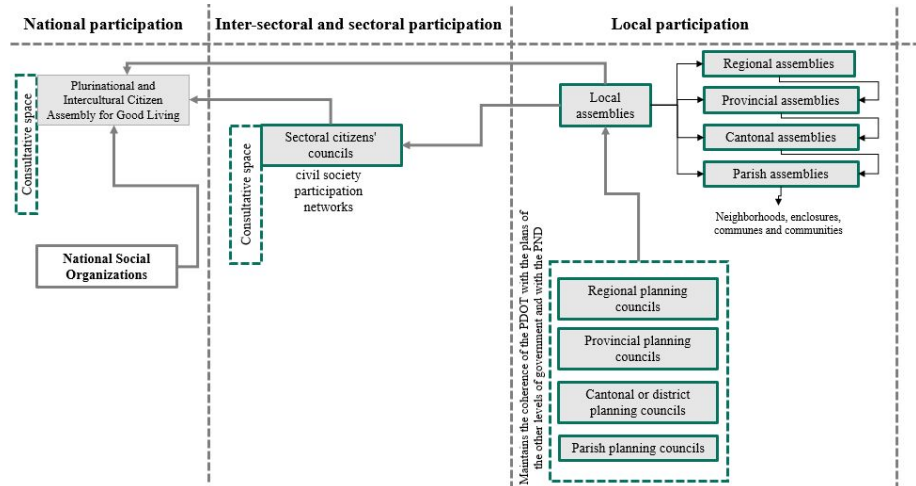 National participation
Inter-sectoral and sectoral participation
Local participation
Consultative space
Plurinational and
Intercultural Citizen
Assembly for Good Living
National Social
Organizations
Consultative space
Sectoral citizens'
councils
civil society
participation
networks
Local
assemblies
Regional assemblies
Provincial assemblies
Cantonal assemblies
Parish assemblies
Neighborhoods, enclosures,
communes and communities
Maintains the coherence of the PDOT with the plans of
the other levels of government and with the PND
Regional planning
councils
Provincial planning
councils
Cantonal or district
planning councils
Parish planning councils